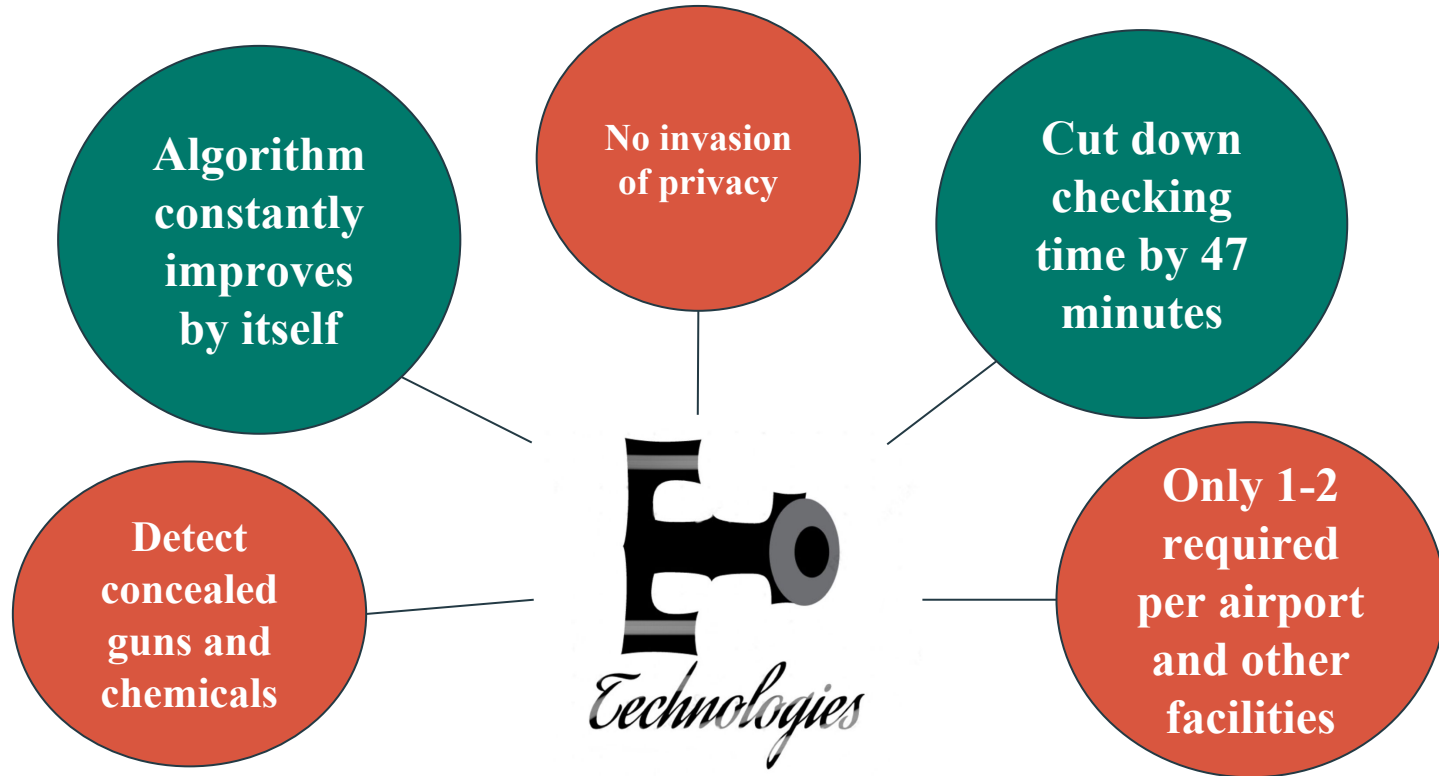 Algorithm
constantly
improves
by itself
No invasion
of privacy
Cut down
checking
time by 47
minutes
Detect
concealed
guns and
chemicals
Only 1-2
required
per airport
and other
facilities
Technologies